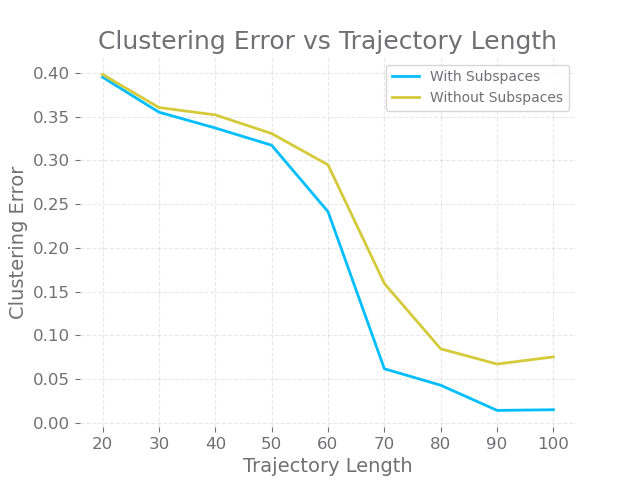 Clustering Error vs Trajectory Length
With Subspaces
Without Subspaces
0.40
0.35
0.30
0.25
0.20
0.15
0.10
0.05
0.00
Clustering Error
20 30 40 50 60 70 80 90 100
Trajectory Length